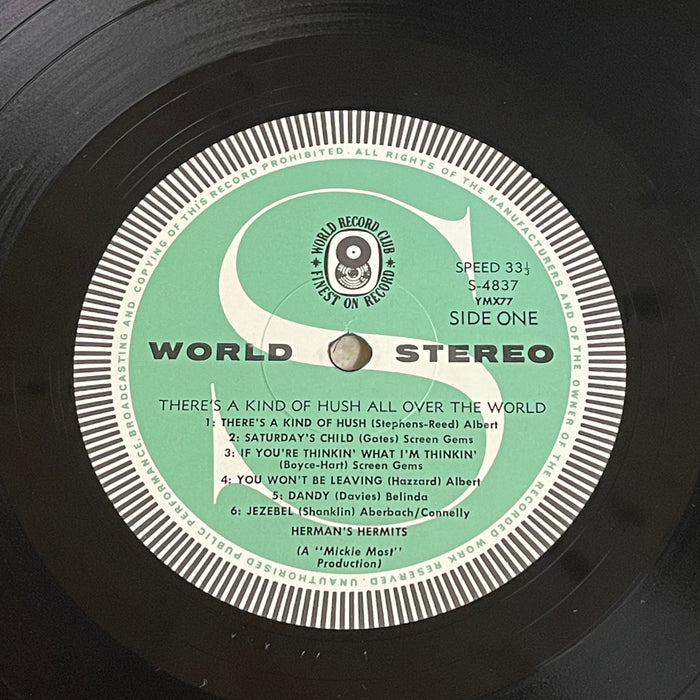 UNAUTHORISED PUBLIC PERFORMANCE BROADCASTING AND COPYING OF THIS RECORD PROHIBITED. ALL RIGHTS OF THE MANUFACTURERS AND OF THE OWNER OF THE RECORDED WORK RESERVED.
WORLD RECORD CLUB
FINEST ON RECORD
S
SPEED 33⅓
S-4837
YMX77
SIDE ONE
WORLD STEREO
THERE'S A KIND OF HUSH ALL OVER THE WORLD
1: THERE'S A KIND OF HUSH (Stephens-Reed) Albert
2: SATURDAY'S CHILD (Gates) Screen Gems
3: IF YOU'RE THINKIN' WHAT I'M THINKIN'
(Boyce-Hart) Screen Gems
4: YOU WON'T BE LEAVING (Hazzard) Albert
5: DANDY (Davies) Belinda
6: JEZEBEL (Shanklin) Aberbach/Connelly
HERMAN'S HERMITS
(A "Mickie Most"
Production)